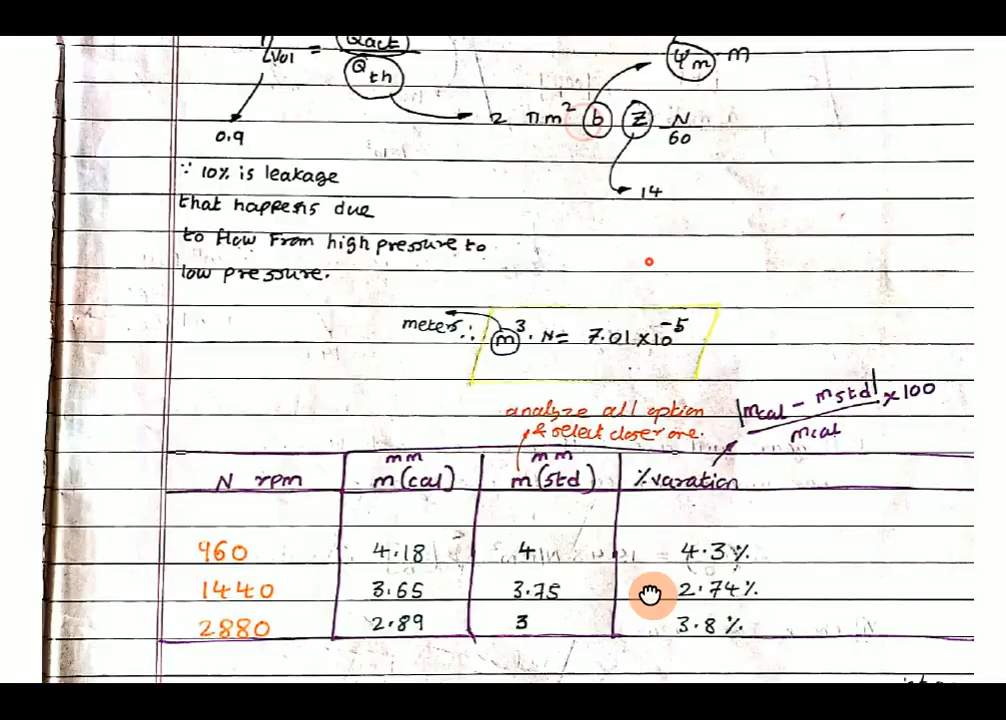 ηvol = Qact / Qth
ψm · m
2 πm² b z N/60
0.9
14
∵ 10% is leakage
that happens due
to flow from high pressure to
low pressure.
meters ∴ m³. N = 7.01 × 10⁻⁵
analyze all option
& select closer one.
|mcal - mstd| / mcal × 100
N rpm | mm m(cal) | mm m(std) | % varation
960 | 4.18 | 4 | 4.3 %
1440 | 3.65 | 3.75 | 2.74 %
2880 | 2.89 | 3 | 3.8 %